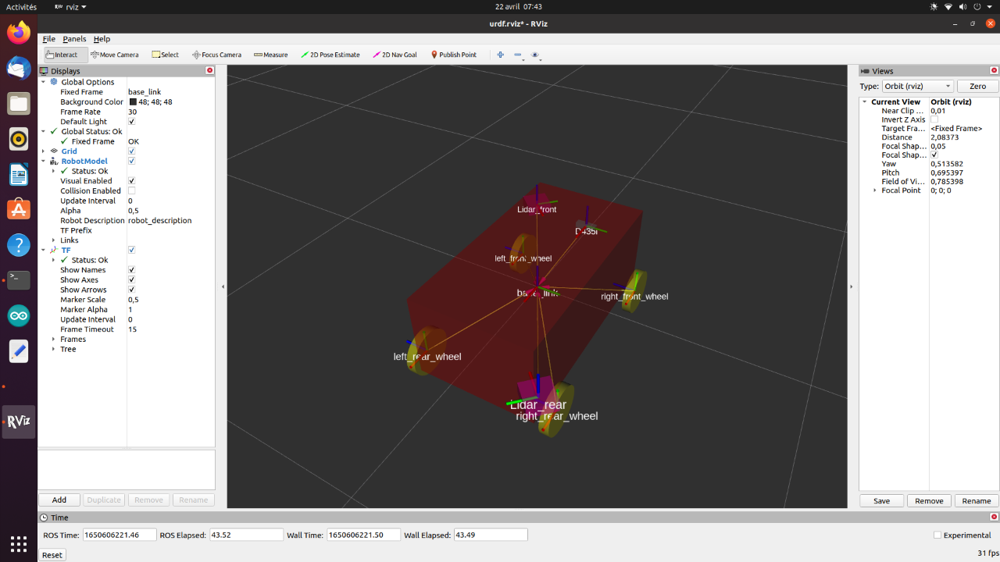 Activités rviz 22 avril 07:43
urdf.rviz* - RViz
File Panels Help
Interact Move Camera Select Focus Camera Measure 2D Pose Estimate 2D Nav Goal Publish Point
Displays
Global Options
Fixed Frame base_link
Background Color 48; 48; 48
Frame Rate 30
Default Light
Global Status: Ok
Fixed Frame OK
Grid
RobotModel
Status: Ok
Visual Enabled
Collision Enabled
Update Interval 0
Alpha 0,5
Robot Description robot_description
TF Prefix
Links
TF
Status: Ok
Show Names
Show Axes
Show Arrows
Marker Scale 0,5
Marker Alpha 1
Update Interval 0
Frame Timeout 15
Frames
Tree
Add Duplicate Remove Rename
Lidar_front
D435i
left_front_wheel
base_link
right_front_wheel
left_rear_wheel
Lidar_rear
right_rear_wheel
Views
Type: Orbit (rviz) Zero
Current View Orbit (rviz)
Near Clip ... 0,01
Invert Z Axis
Target Fra... <Fixed Frame>
Distance 2,08373
Focal Shap... 0,05
Focal Shap...
Yaw 0,513582
Pitch 0,695397
Field of Vi... 0,785398
Focal Point 0; 0; 0
Save Remove Rename
Time
ROS Time: 1650606221.46 ROS Elapsed: 43.52 Wall Time: 1650606221.50 Wall Elapsed: 43.49 Experimental
Reset 31 fps
RViz